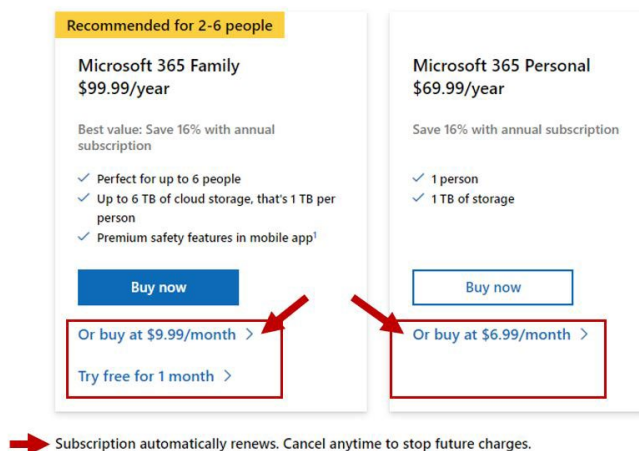 Recommended for 2-6 people
Microsoft 365 Family
$99.99/year
Best value: Save 16% with annual
subscription
Perfect for up to 6 people
Up to 6 TB of cloud storage, that's 1 TB per
person
Premium safety features in mobile app¹
Buy now
Or buy at $9.99/month
Try free for 1 month
Microsoft 365 Personal
$69.99/year
Save 16% with annual subscription
1 person
1 TB of storage
Buy now
Or buy at $6.99/month
Subscription automatically renews. Cancel anytime to stop future charges.